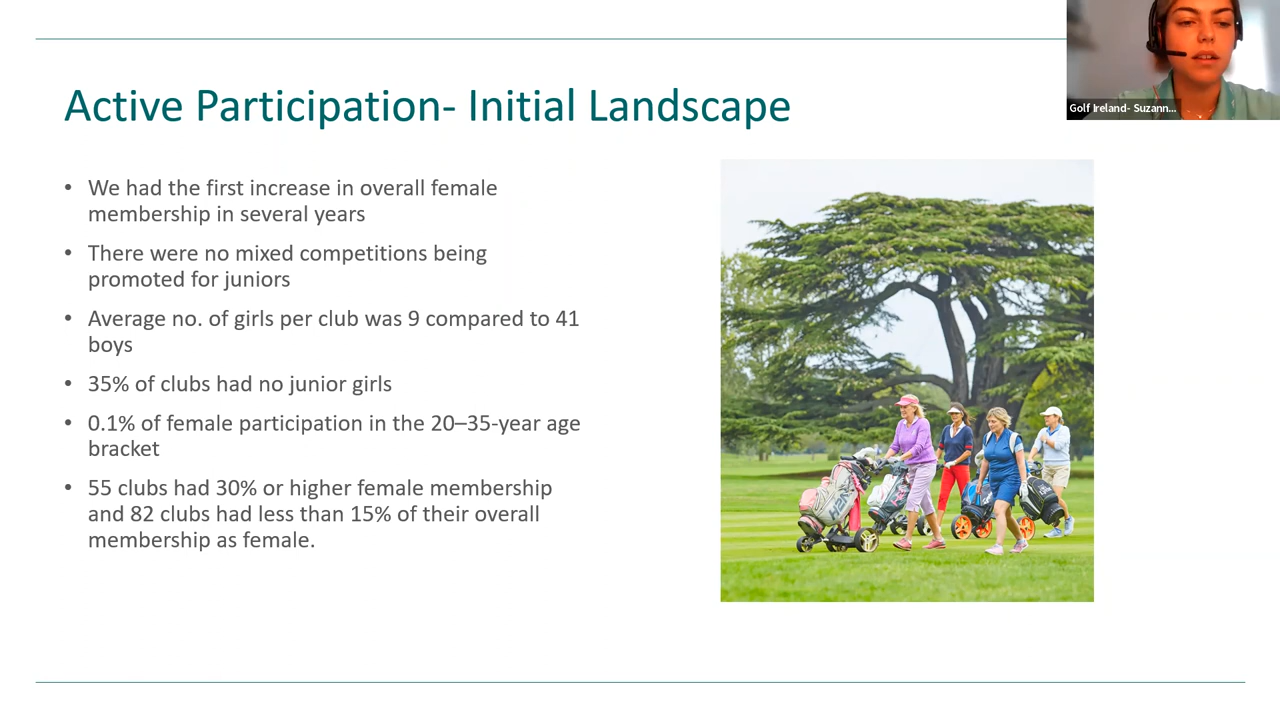 Active Participation- Initial Landscape
Golf Ireland- Suzann...
• We had the first increase in overall female
membership in several years
• There were no mixed competitions being
promoted for juniors
• Average no. of girls per club was 9 compared to 41
boys
• 35% of clubs had no junior girls
• 0.1% of female participation in the 20–35-year age
bracket
• 55 clubs had 30% or higher female membership
and 82 clubs had less than 15% of their overall
membership as female.